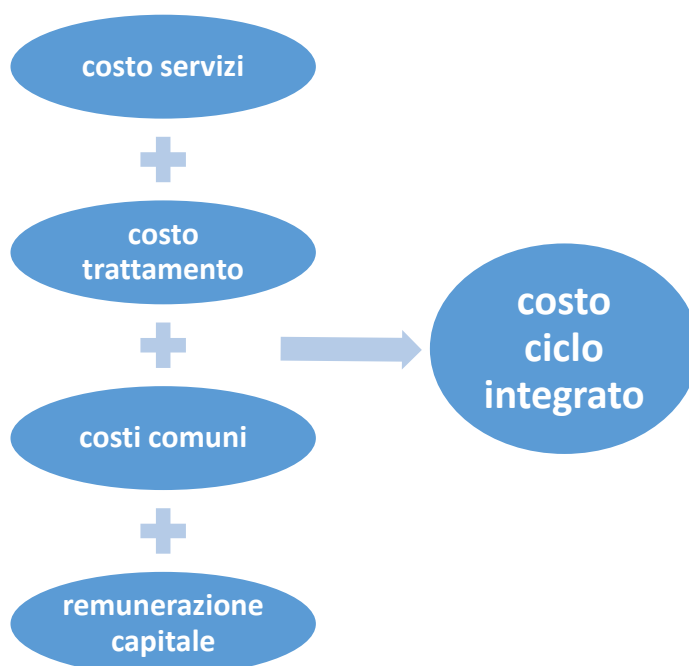 costo servizi
costo
trattamento
costi comuni
remunerazione
capitale
costo
ciclo
integrato